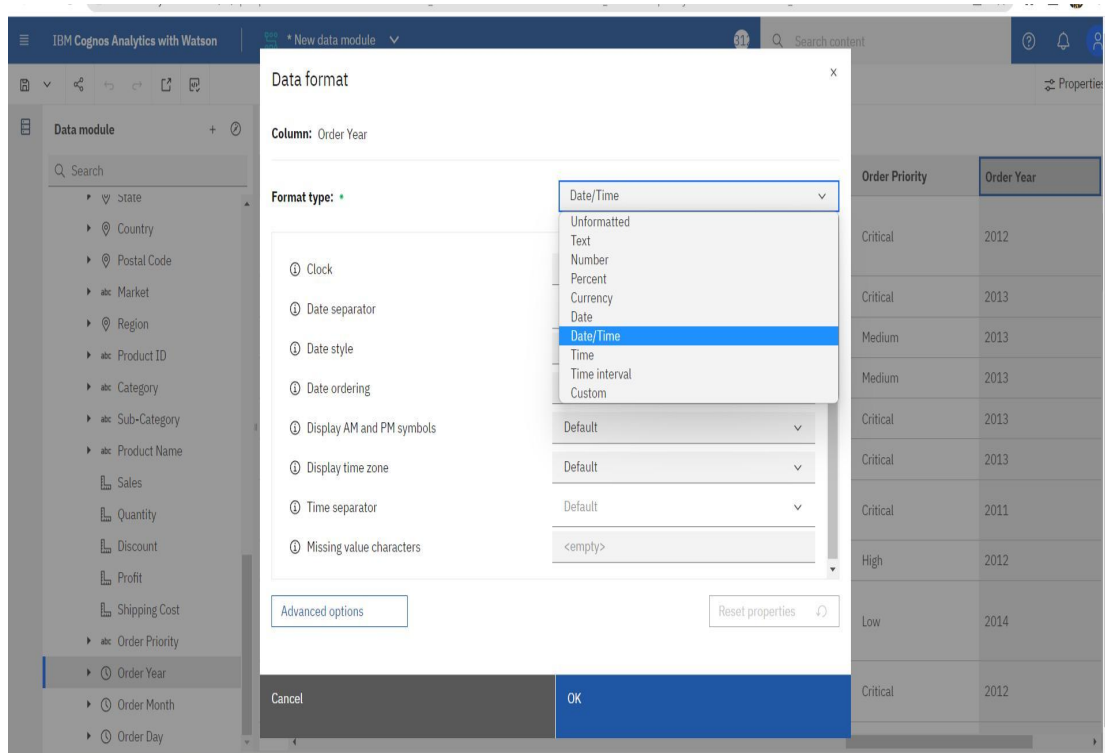 IBM Cognos Analytics with Watson
* New data module
Search content
Properties
Data module
Search
State
Country
Postal Code
abc Market
Region
abc Product ID
abc Category
abc Sub-Category
abc Product Name
Sales
Quantity
Discount
Profit
Shipping Cost
abc Order Priority
Order Year
Order Month
Order Day
Data format
x
Column: Order Year
Format type: *
Date/Time
Unformatted
Text
Number
Percent
Currency
Date
Date/Time
Time
Time interval
Custom
Clock
Date separator
Date style
Date ordering
Display AM and PM symbols Default
Display time zone Default
Time separator Default
Missing value characters <empty>
Advanced options
Reset properties
Cancel
OK
Order Priority Order Year
Critical 2012
Critical 2013
Medium 2013
Medium 2013
Critical 2013
Critical 2013
Critical 2011
High 2012
Low 2014
Critical 2012